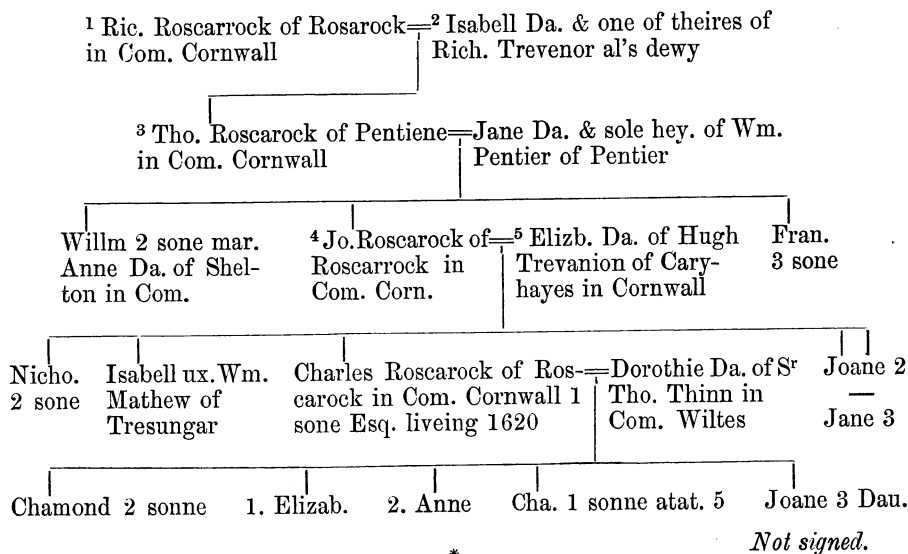 ¹ Ric. Roscarrock of Rosarock=² Isabell Da. & one of theires of
in Com. Cornwall Rich. Trevenor al's dewy
³ Tho. Roscarock of Pentiene=Jane Da. & sole hey. of Wm.
in Com. Cornwall Pentier of Pentier
Willm 2 sone mar. ⁴ Jo. Roscarock of=⁵ Elizb. Da. of Hugh Fran.
Anne Da. of Shel- Roscarrock in Trevanion of Cary- 3 sone
ton in Com. Com. Corn. hayes in Cornwall
Nicho. Isabell ux. Wm. Charles Roscarock of Ros-=Dorothie Da. of Sʳ Joane 2
2 sone Mathew of carock in Com. Cornwall 1 Tho. Thinn in —
Tresungar sone Esq. liveing 1620 Com. Wiltes Jane 3
Chamond 2 sonne 1. Elizab. 2. Anne Cha. 1 sonne atat. 5 Joane 3 Dau.
Not signed.
*